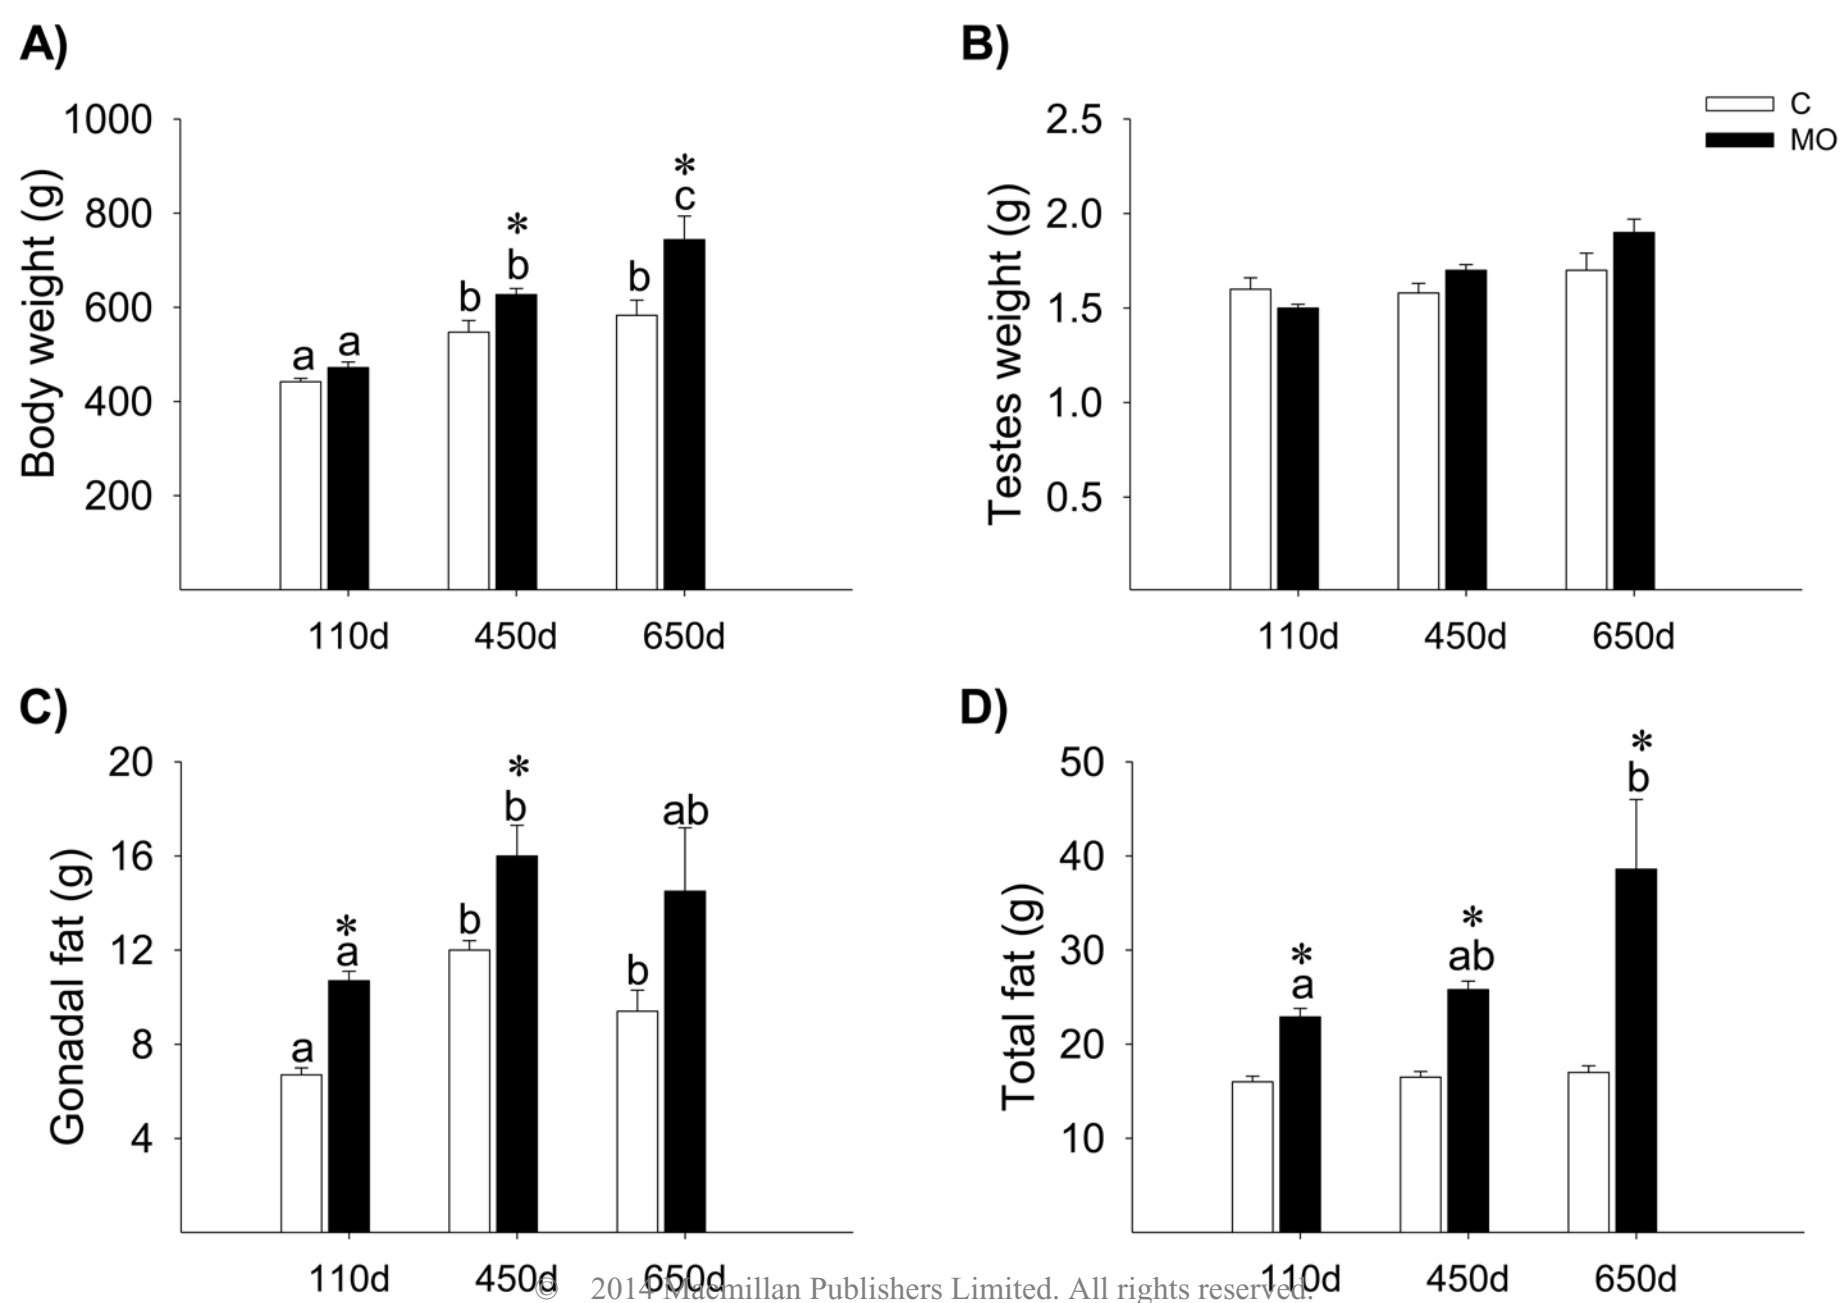 A)
B)
C
MO
Body weight (g)
1000
800
600
400
200
a
a
b
b
*
b
c
*
110d
450d
650d
Testes weight (g)
2.5
2.0
1.5
1.0
0.5
110d
450d
650d
C)
D)
Gonadal fat (g)
20
16
12
8
4
a
a
*
b
b
*
b
ab
110d
450d
650d
Total fat (g)
50
40
30
20
10
a
*
ab
*
b
*
110d
450d
650d
© 2014 Macmillan Publishers Limited. All rights reserved.